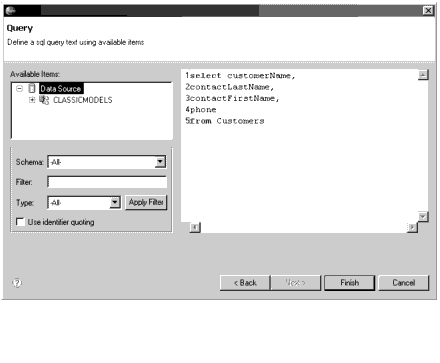 Query
Define a sql query text using available items
Available Items:
Data Source
CLASSICMODELS
Schema: -All-
Filter:
Type: -All- Apply Filter
Use identifier quoting
1select customerName,
2contactLastName,
3contactFirstName,
4phone
5from Customers
< Back Next > Finish Cancel